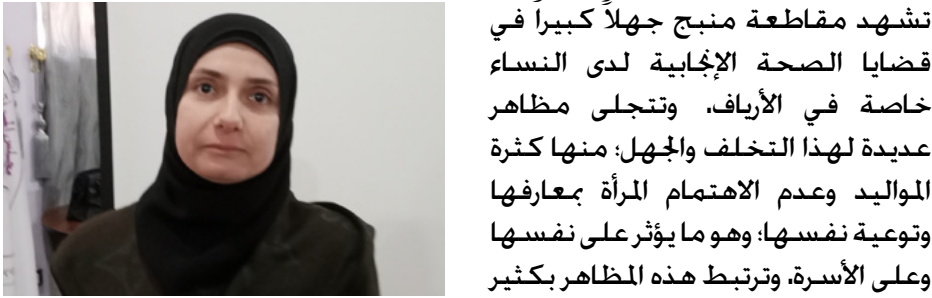 تشهد مقاطعة منبج جهلاً كبيراً في
قضايا الصحة الإنجابية لدى النساء
خاصة في الأرياف. وتتجلى مظاهر
عديدة لهذا التخلف والجهل؛ منها كثرة
المواليد وعدم الاهتمام المرأة بمعارفها
وتوعية نفسها؛ وهو ما يؤثر على نفسها
وعلى الأسرة. وترتبط هذه المظاهر بكثير